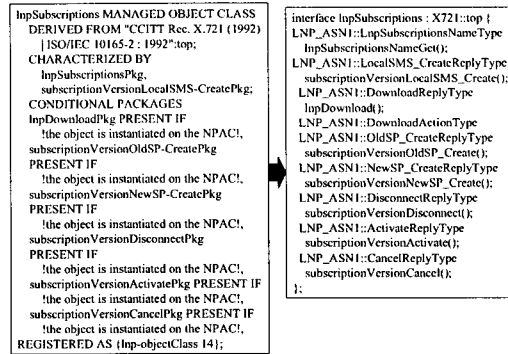 lnpSubscriptions MANAGED OBJECT CLASS
DERIVED FROM "CCITT Rec. X.721 (1992)
| ISO/IEC 10165-2 : 1992":top;
CHARACTERIZED BY
lnpSubscriptionsPkg,
subscriptionVersionLocalSMS-CreatePkg;
CONDITIONAL PACKAGES
lnpDownloadPkg PRESENT IF
!the object is instantiated on the NPAC!,
subscriptionVersionOldSP-CreatePkg
PRESENT IF
!the object is instantiated on the NPAC!,
subscriptionVersionNewSP-CreatePkg
PRESENT IF
!the object is instantiated on the NPAC!,
subscriptionVersionDisconnectPkg
PRESENT IF
!the object is instantiated on the NPAC!,
subscriptionVersionActivatePkg PRESENT IF
!the object is instantiated on the NPAC!,
subscriptionVersionCancelPkg PRESENT IF
!the object is instantiated on the NPAC!,
REGISTERED AS {lnp-objectClass 14};
interface lnpSubscriptions : X721::top {
LNP_ASN1::LnpSubscriptionsNameType
lnpSubscriptionsNameGet();
LNP_ASN1::LocalSMS_CreateReplyType
subscriptionVersionLocalSMS_Create();
LNP_ASN1::DownloadReplyType
lnpDownload();
LNP_ASN1::DownloadActionType
LNP_ASN1::OldSP_CreateReplyType
subscriptionVersionOldSP_Create();
LNP_ASN1::NewSP_CreateReplyType
subscriptionVersionNewSP_Create();
LNP_ASN1::DisconnectReplyType
subscriptionVersionDisconnect();
LNP_ASN1::ActivateReplyType
subscriptionVersionActivate();
LNP_ASN1::CancelReplyType
subscriptionVersionCancel();
};